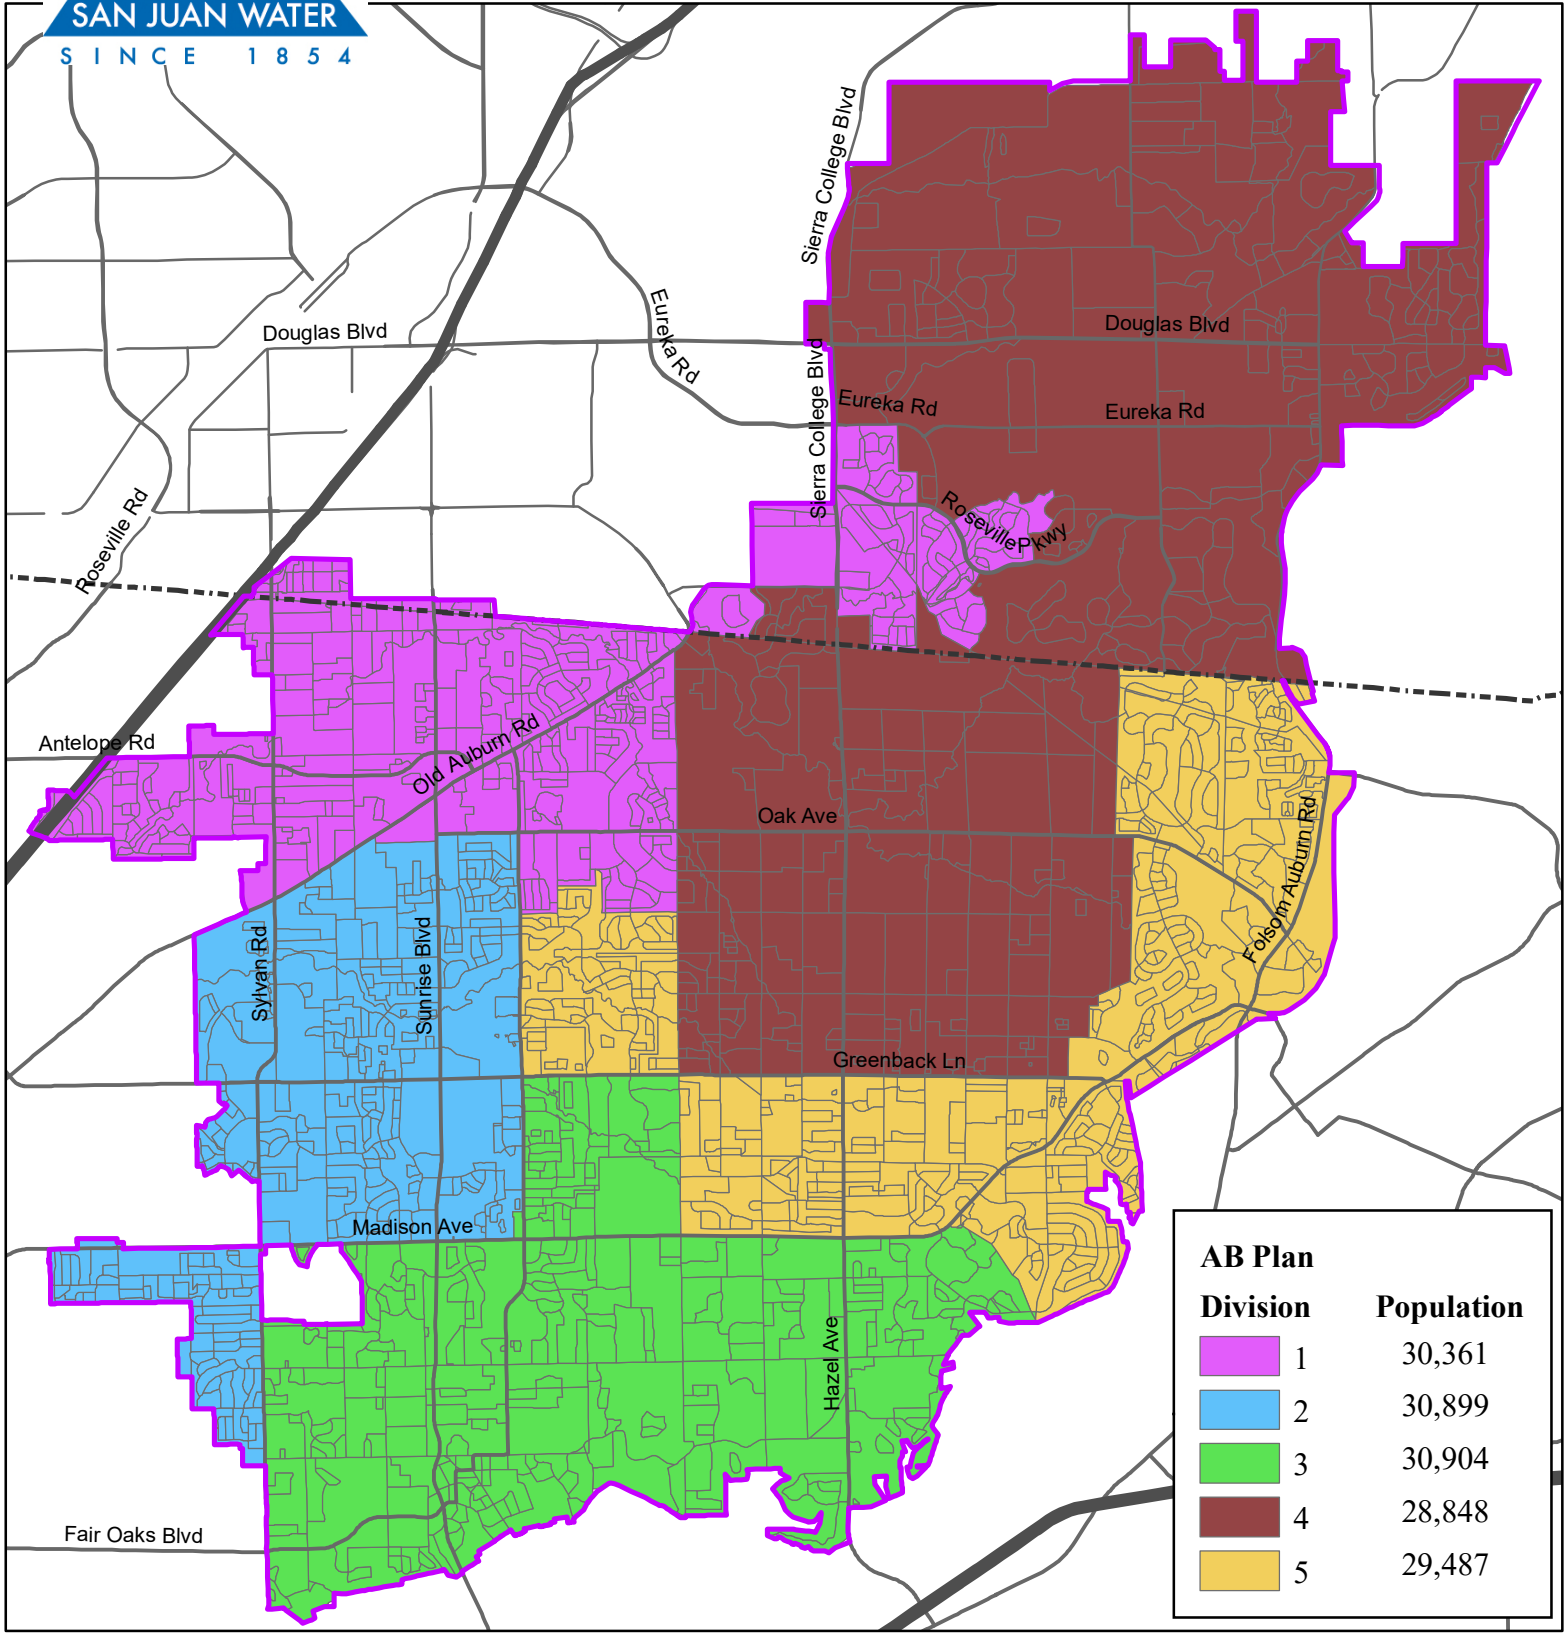 SAN JUAN WATER
SINCE 1854
Sierra College Blvd
Eureka Rd
Douglas Blvd
Douglas Blvd
Sierra College Blvd
Eureka Rd
Eureka Rd
Roseville Rd
Roseville Pkwy
Antelope Rd
Old Auburn Rd
Oak Ave
Folsom Auburn Rd
Sylvan Rd
Sunrise Blvd
Greenback Ln
Madison Ave
Hazel Ave
Fair Oaks Blvd
AB Plan
Division Population
1 30,361
2 30,899
3 30,904
4 28,848
5 29,487